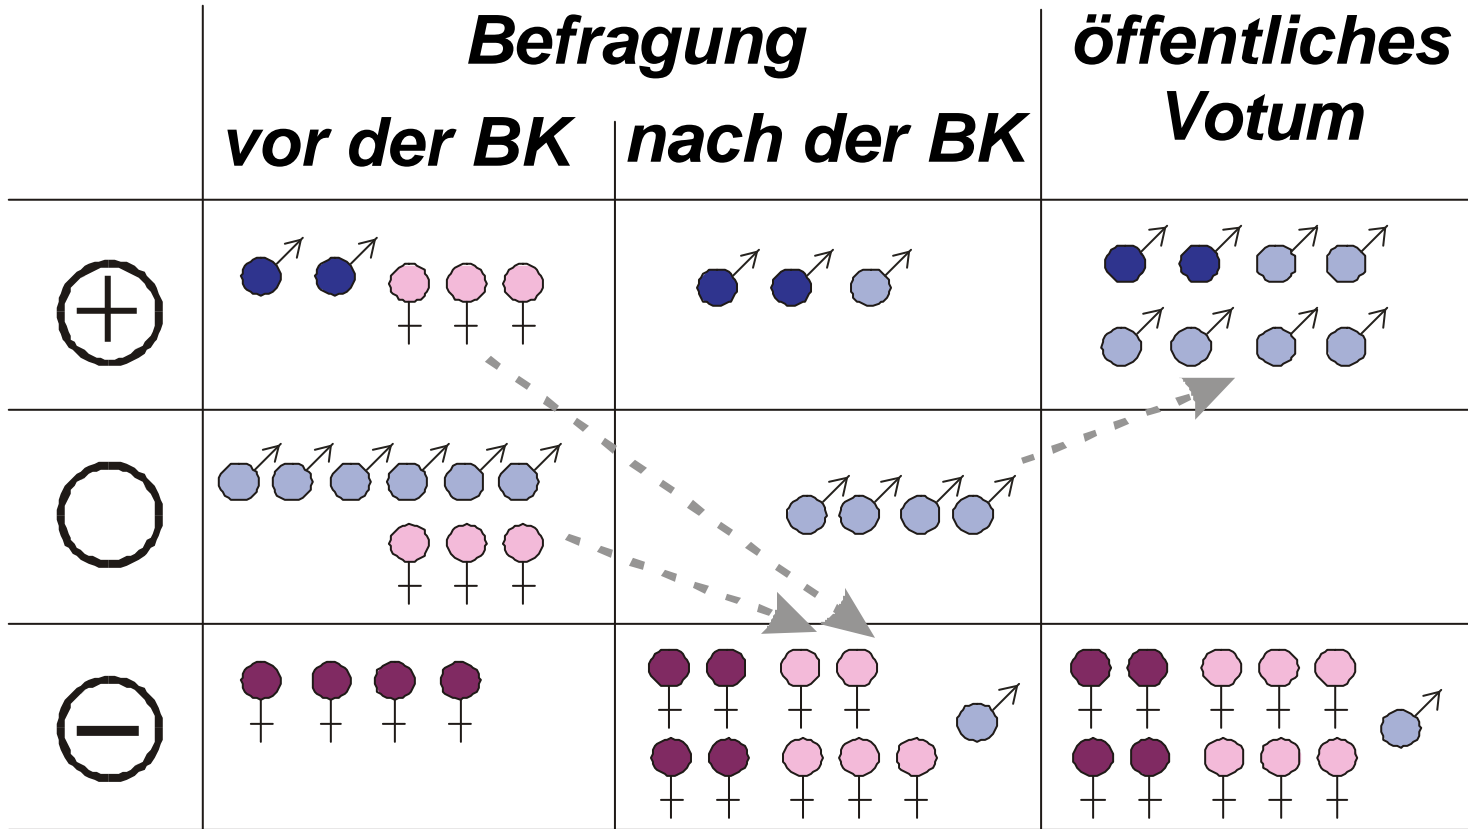 Befragung
öffentliches
Votum
vor der BK
nach der BK